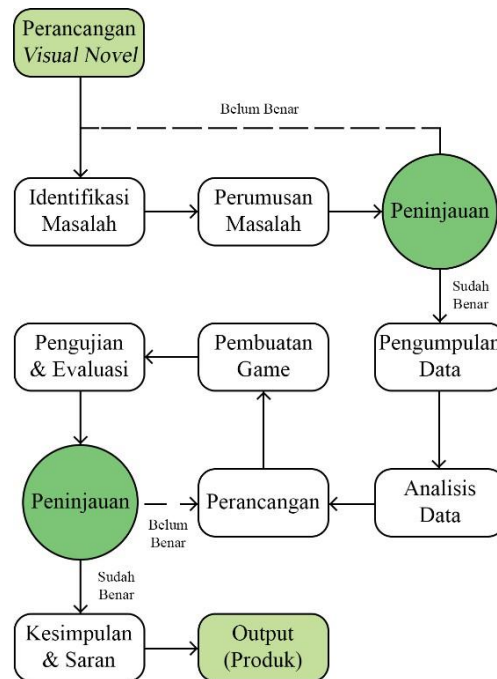 Perancangan
Visual Novel
Belum Benar
Identifikasi
Masalah
Perumusan
Masalah
Peninjauan
Sudah
Benar
Pengujian
& Evaluasi
Pembuatan
Game
Pengumpulan
Data
Peninjauan
Belum
Benar
Perancangan
Analisis
Data
Sudah
Benar
Kesimpulan
& Saran
Output
(Produk)